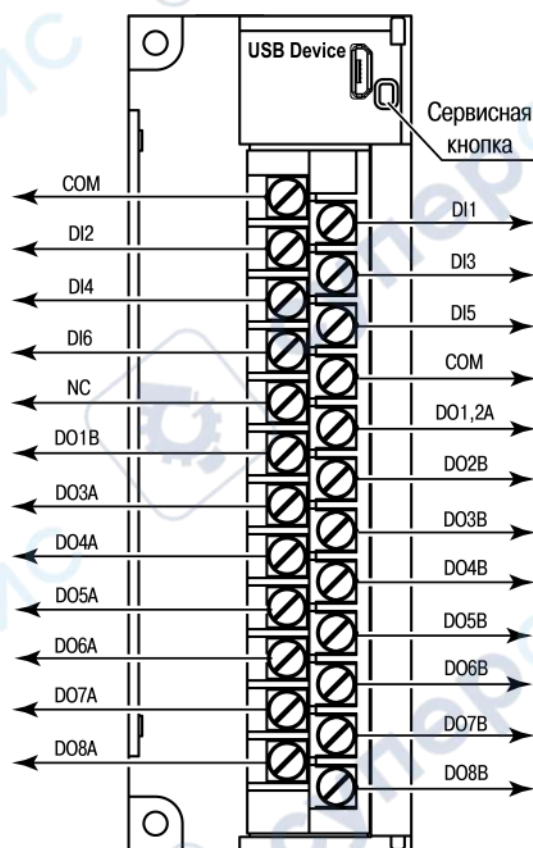 USB Device
Сервисная
кнопка
COM
DI1
DI2
DI3
DI4
DI5
DI6
COM
NC
DO1,2A
DO1B
DO2B
DO3A
DO3B
DO4A
DO4B
DO5A
DO5B
DO6A
DO6B
DO7A
DO7B
DO8A
DO8B